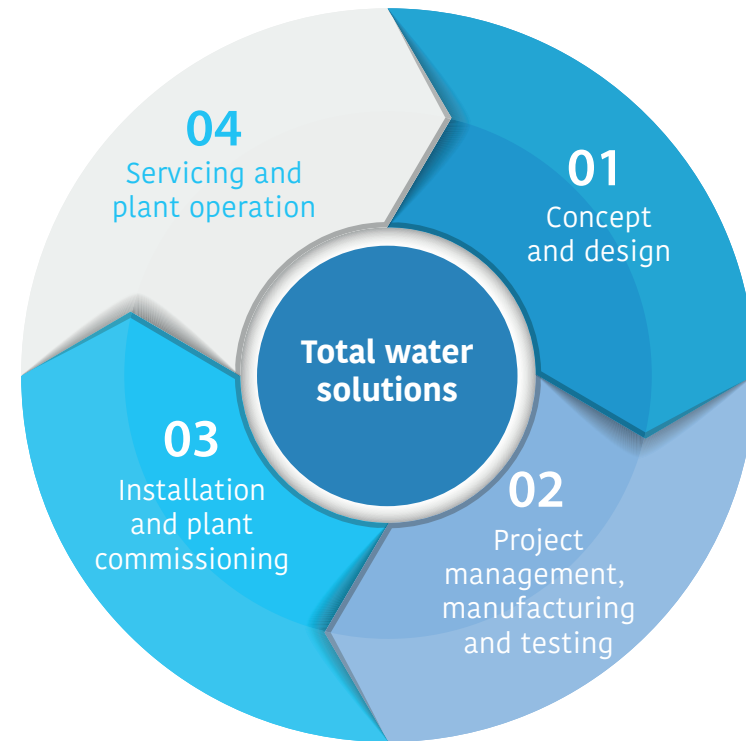 Total water
solutions
01
Concept
and design
02
Project
management,
manufacturing
and testing
03
Installation
and plant
commissioning
04
Servicing and
plant operation